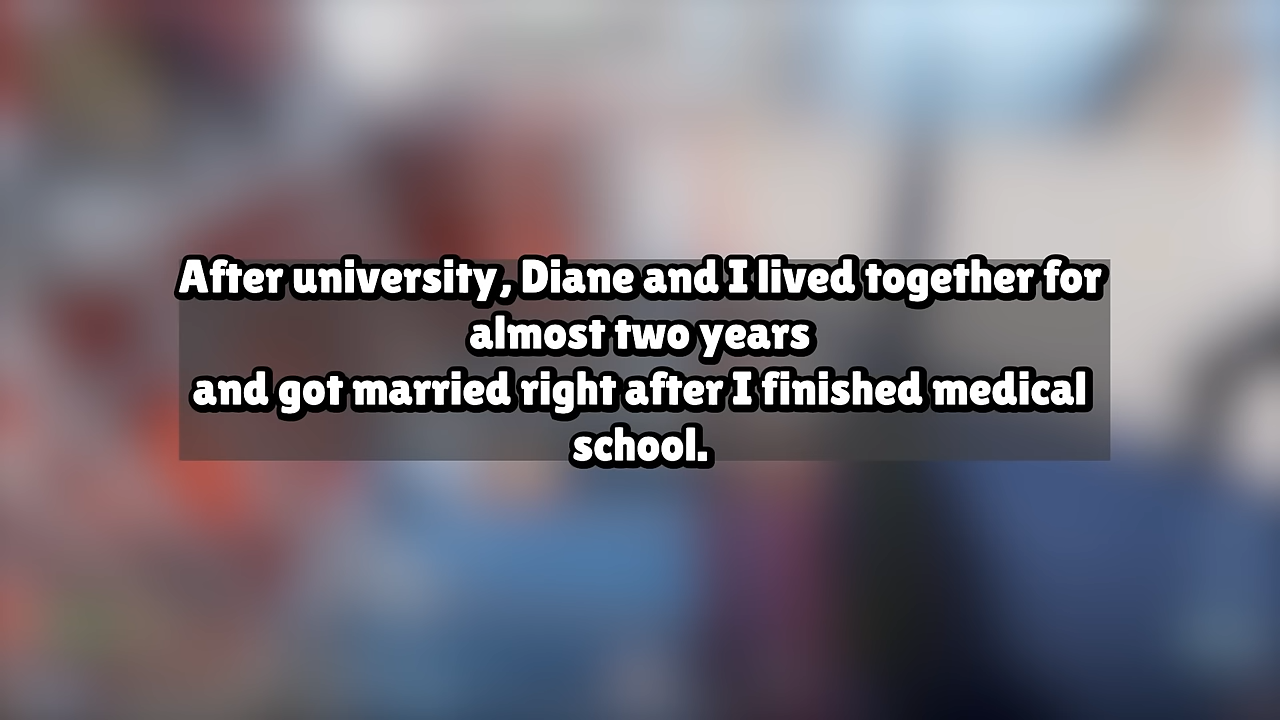 After university, Diane and I lived together for
almost two years
and got married right after I finished medical
school.